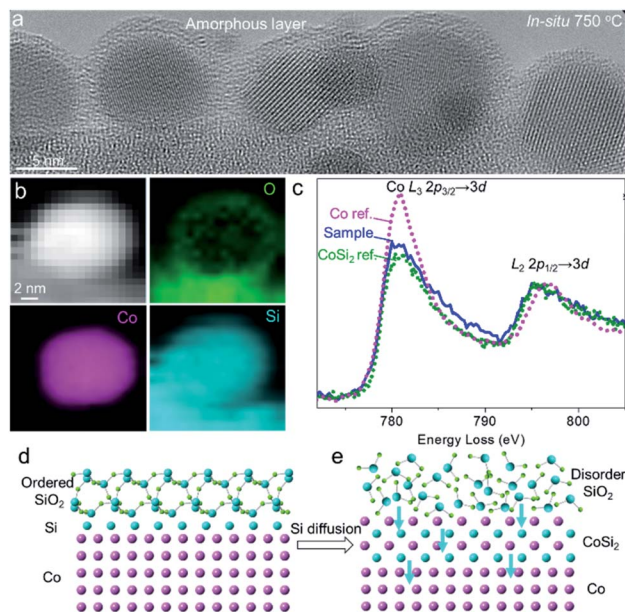 a
Amorphous layer
In-situ 750 °C
5 nm
b
O
2 nm
Co
Si
c
Co L3 2p3/2→3d
Co ref.
Sample
CoSi2 ref.
L2 2p1/2→3d
780
790
800
Energy Loss (eV)
d
Ordered
SiO2
Si
Co
Si diffusion
e
Disorder
SiO2
CoSi2
Co